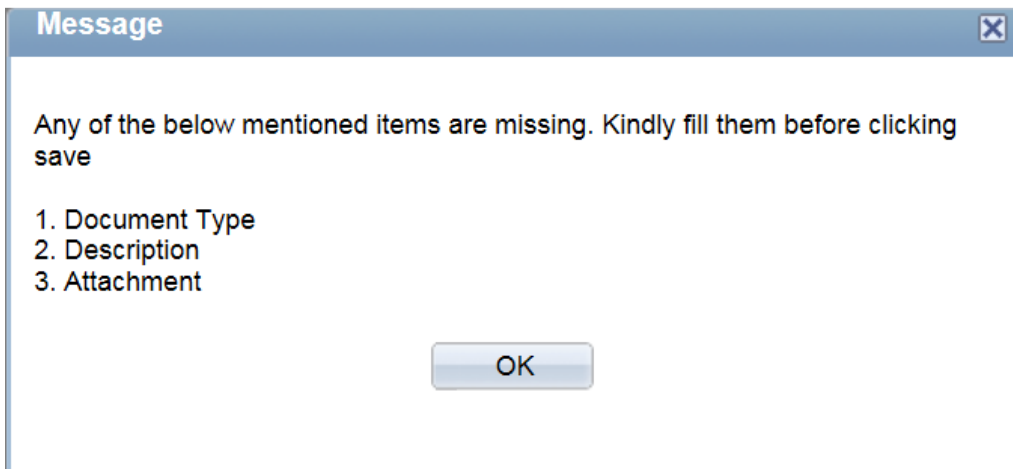 Message
Any of the below mentioned items are missing. Kindly fill them before clicking
save
1. Document Type
2. Description
3. Attachment
OK